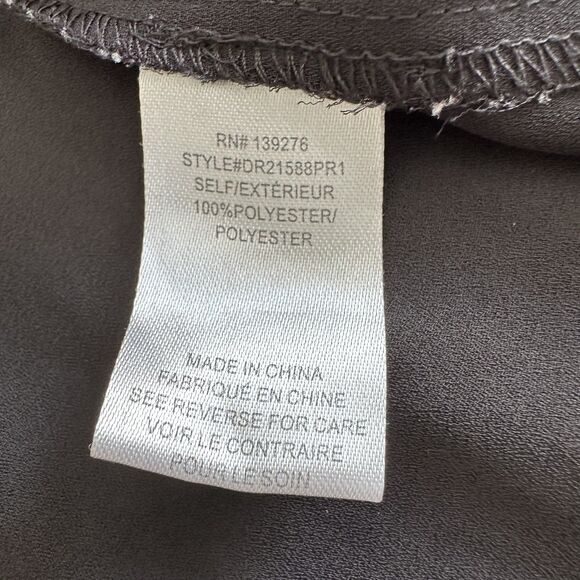 RN# 139276
STYLE#DR21588PR1
SELF/EXTÉRIEUR
100%POLYESTER/
POLYESTER
MADE IN CHINA
FABRIQUÉ EN CHINE
SEE REVERSE FOR CARE
VOIR LE CONTRAIRE
POUR LE SOIN